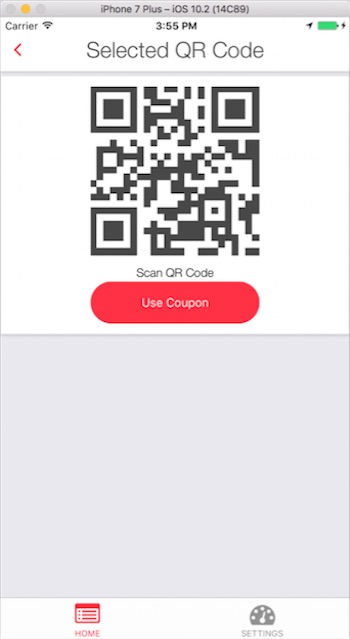 iPhone 7 Plus – iOS 10.2 (14C89)
Carrier 3:55 PM
Selected QR Code
Scan QR Code
Use Coupon
HOME SETTINGS